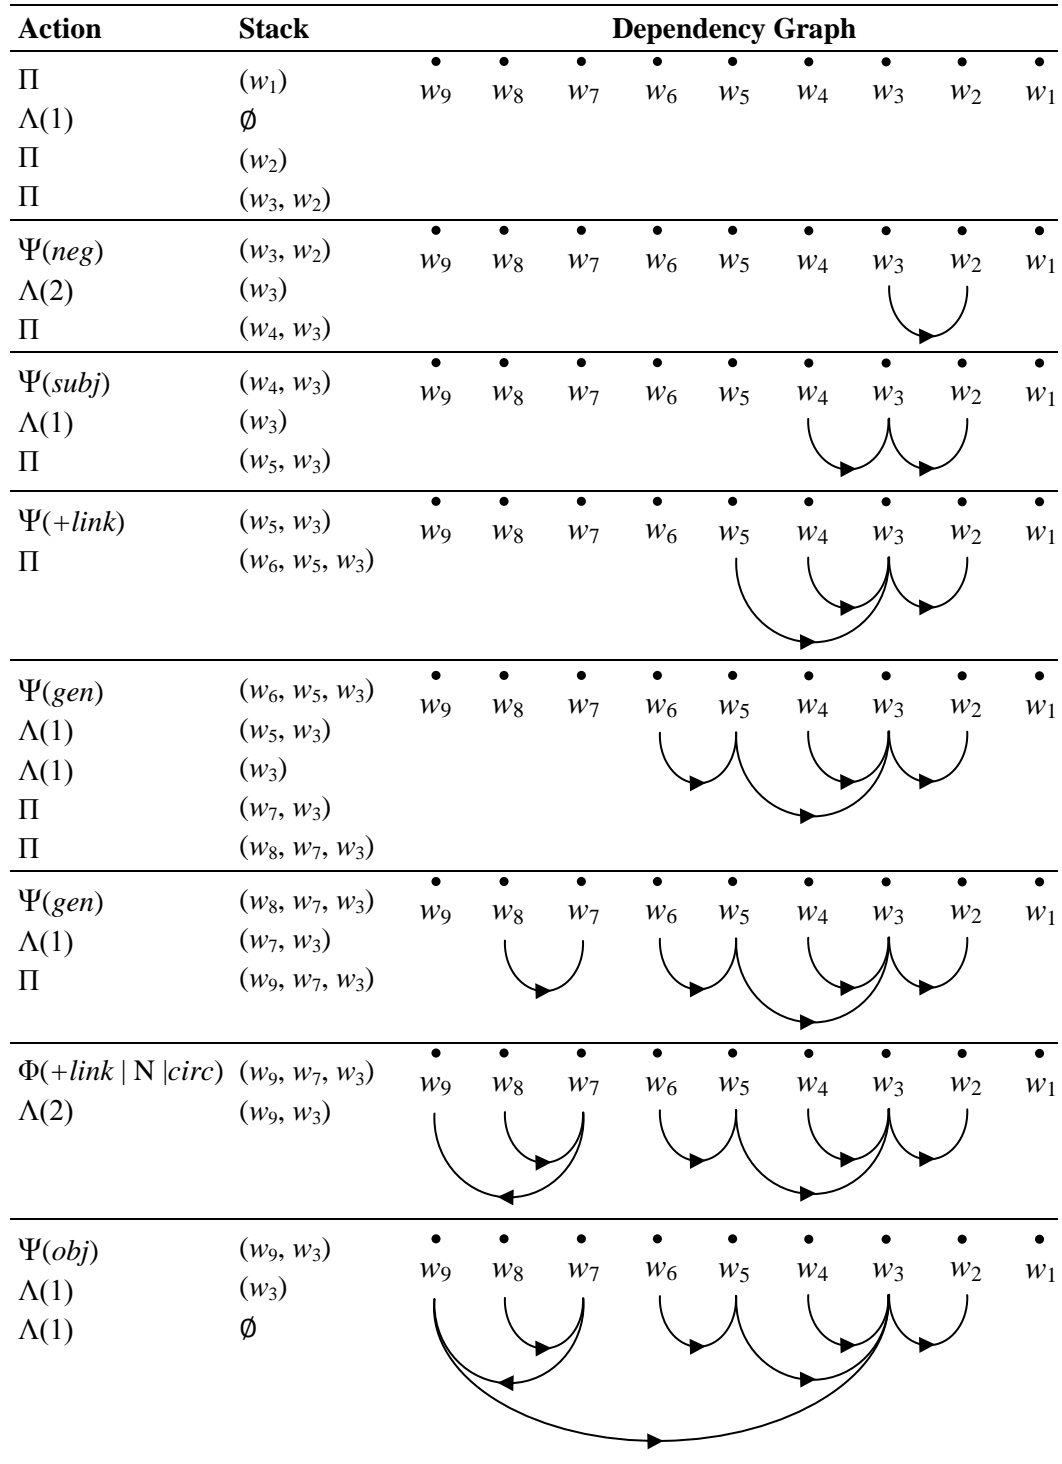 Action Stack Dependency Graph
Π (w₁) w₉ w₈ w₇ w₆ w₅ w₄ w₃ w₂ w₁
Λ(1) ∅
Π (w₂)
Π (w₃, w₂)
Ψ(neg) (w₃, w₂) w₉ w₈ w₇ w₆ w₅ w₄ w₃ w₂ w₁
Λ(2) (w₃)
Π (w₄, w₃)
Ψ(subj) (w₄, w₃) w₉ w₈ w₇ w₆ w₅ w₄ w₃ w₂ w₁
Λ(1) (w₃)
Π (w₅, w₃)
Ψ(+link) (w₅, w₃) w₉ w₈ w₇ w₆ w₅ w₄ w₃ w₂ w₁
Π (w₆, w₅, w₃)
Ψ(gen) (w₆, w₅, w₃) w₉ w₈ w₇ w₆ w₅ w₄ w₃ w₂ w₁
Λ(1) (w₅, w₃)
Λ(1) (w₃)
Π (w₇, w₃)
Π (w₈, w₇, w₃)
Ψ(gen) (w₈, w₇, w₃) w₉ w₈ w₇ w₆ w₅ w₄ w₃ w₂ w₁
Λ(1) (w₇, w₃)
Π (w₉, w₇, w₃)
Φ(+link | N |circ) (w₉, w₇, w₃) w₉ w₈ w₇ w₆ w₅ w₄ w₃ w₂ w₁
Λ(2) (w₉, w₃)
Ψ(obj) (w₉, w₃) w₉ w₈ w₇ w₆ w₅ w₄ w₃ w₂ w₁
Λ(1) (w₃)
Λ(1) ∅